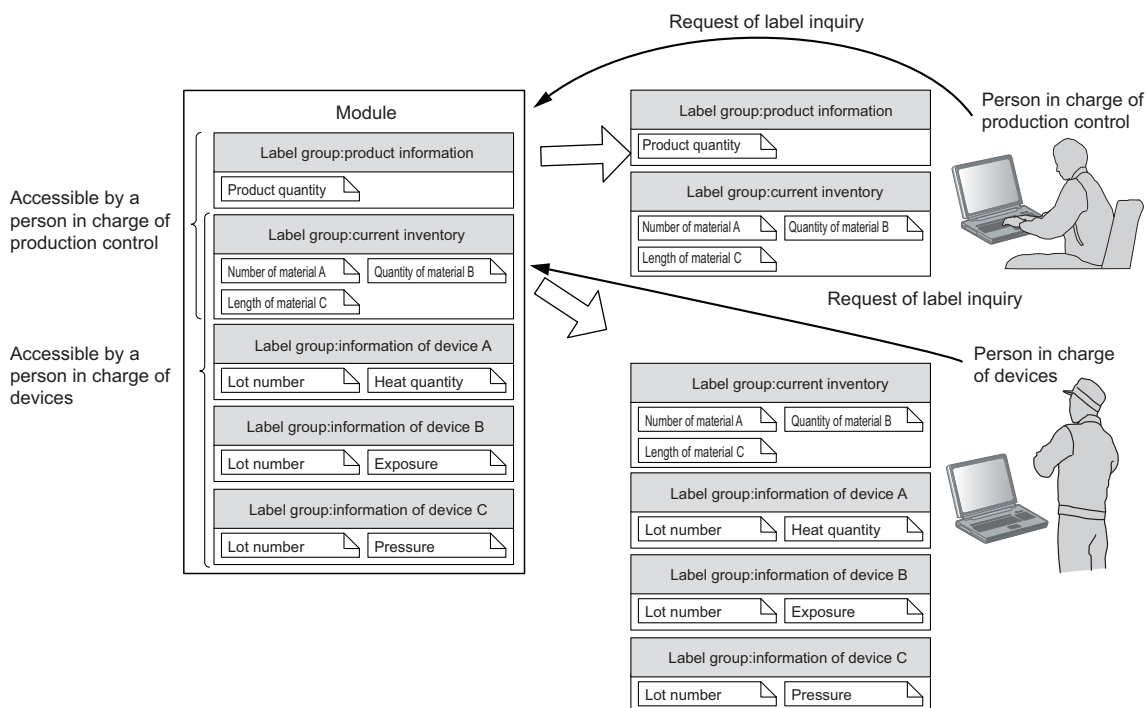 Request of label inquiry
Module
Label group:product information
Product quantity
Label group:current inventory
Number of material A
Quantity of material B
Length of material C
Label group:information of device A
Lot number
Heat quantity
Label group:information of device B
Lot number
Exposure
Label group:information of device C
Lot number
Pressure
Accessible by a
person in charge of
production control
Accessible by a
person in charge of
devices
Label group:product information
Product quantity
Label group:current inventory
Number of material A
Quantity of material B
Length of material C
Person in charge of
production control
Request of label inquiry
Person in charge
of devices
Label group:current inventory
Number of material A
Quantity of material B
Length of material C
Label group:information of device A
Lot number
Heat quantity
Label group:information of device B
Lot number
Exposure
Label group:information of device C
Lot number
Pressure